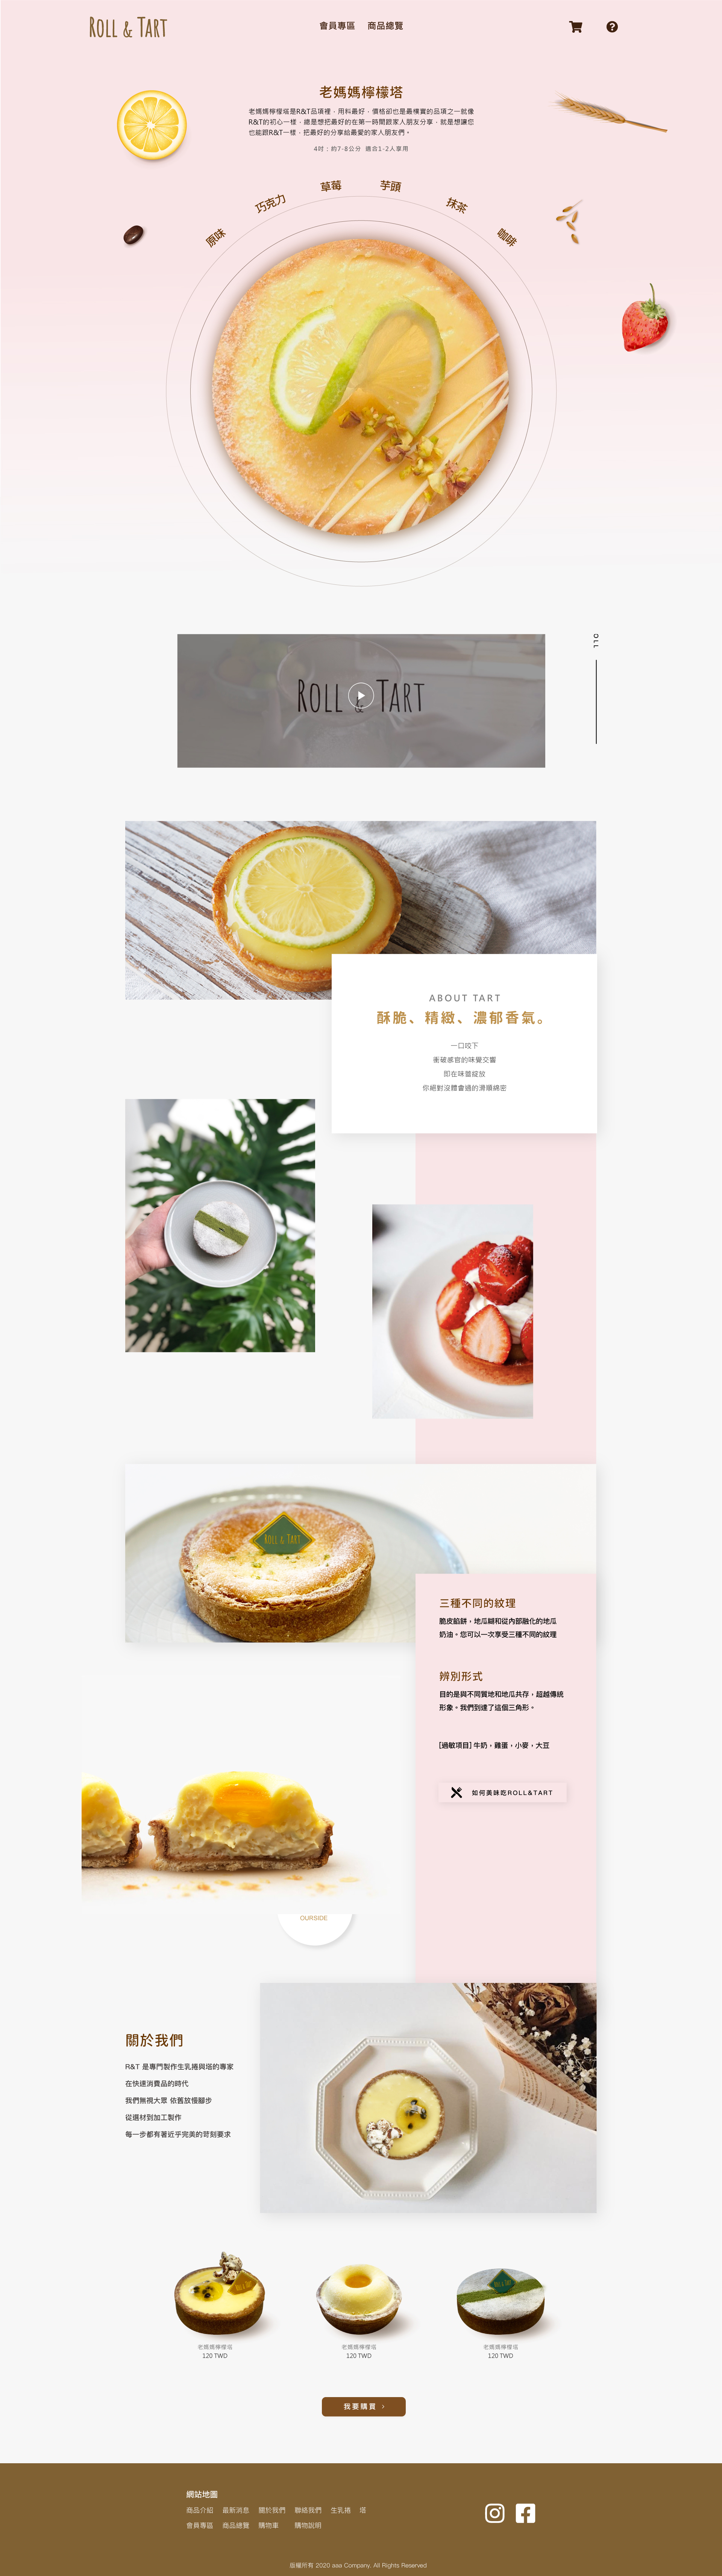 ROLL & TART
會員專區 商品總覽
老媽媽檸檬塔
老媽媽檸檬塔是R&T品項裡，用料最好，價格卻也是最樸實的品項之一就像
R&T的初心一樣，總是想把最好的在第一時間跟家人朋友分享，就是想讓您
也能跟R&T一樣，把最好的分享給最愛的家人朋友們。
4吋：約7-8公分 適合1-2人享用
原味
巧克力
草莓
芋頭
抹茶
咖啡
ROLL & TART
OLL
ABOUT TART
酥脆、精緻、濃郁香氣。
一口咬下
衝破感官的味覺交響
即在味蕾綻放
你絕對沒體會過的滑順綿密
ROLL & TART
三種不同的紋理
脆皮餡餅，地瓜糊和從內部融化的地瓜
奶油。您可以一次享受三種不同的紋理
辨別形式
目的是與不同質地和地瓜共存，超越傳統
形象。我們到達了這個三角形。
[過敏項目] 牛奶，雞蛋，小麥，大豆
如何美味吃ROLL&TART
OURSIDE
關於我們
R&T 是專門製作生乳捲與塔的專家
在快速消費品的時代
我們無視大眾 依舊放慢腳步
從選材到加工製作
每一步都有著近乎完美的苛刻要求
ROLL & TART
老媽媽檸檬塔
120 TWD
老媽媽檸檬塔
120 TWD
ROLL & TART
老媽媽檸檬塔
120 TWD
我要購買 ›
網站地圖
商品介紹 最新消息 關於我們 聯絡我們 生乳捲 塔
會員專區 商品總覽 購物車 購物說明
版權所有 2020 aaa Company. All Rights Reserved